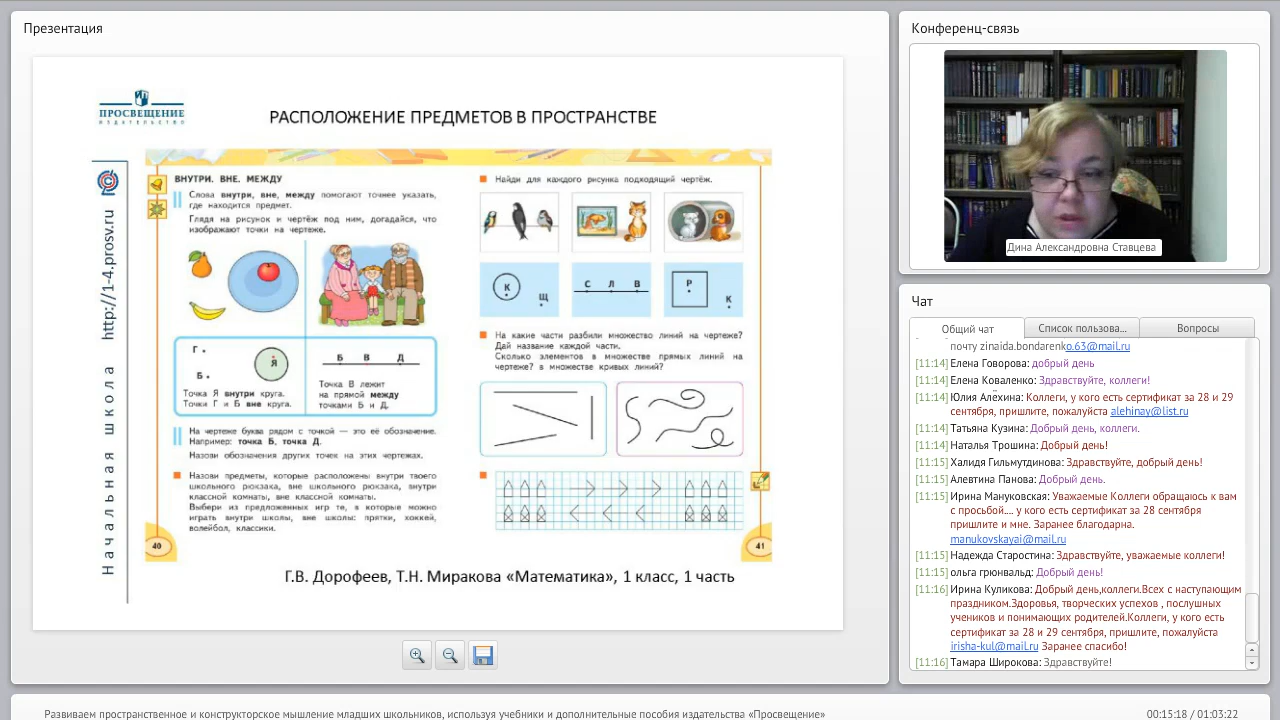 Презентация
ПРОСВЕЩЕНИЕ
ИЗДАТЕЛЬСТВО
РАСПОЛОЖЕНИЕ ПРЕДМЕТОВ В ПРОСТРАНСТВЕ
Начальная школа http://1-4.prosv.ru
ВНУТРИ. ВНЕ. МЕЖДУ
Слова внутри, вне, между помогают точнее указать,
где находится предмет.
Глядя на рисунок и чертёж под ним, догадайся, что
изображают точки на чертеже.
Г
Б
Я
Точка Я внутри круга.
Точки Г и Б вне круга.
Б В Д
Точка В лежит
на прямой между
точками Б и Д.
На чертеже буква рядом с точкой — это её обозначение.
Например: точка Б, точка Д.
Назови обозначения других точек на этих чертежах.
Назови предметы, которые расположены внутри твоего
школьного рюкзака, вне школьного рюкзака, внутри
классной комнаты, вне классной комнаты.
Выбери из предложенных игр те, в которые можно
играть внутри школы, вне школы: прятки, хоккей,
волейбол, классики.
40
Найди для каждого рисунка подходящий чертёж.
К
Щ
С Л В
Р
К
На какие части разбили множество линий на чертеже?
Дай название каждой части.
Сколько элементов в множестве прямых линий на
чертеже? в множестве кривых линий?
41
Г.В. Дорофеев, Т.Н. Миракова «Математика», 1 класс, 1 часть
Конференц-связь
Дина Александровна Ставцева
Чат
Общий чат
Список пользова...
Вопросы
почту zinaida.bondarenko.63@mail.ru
[11:14] Елена Говорова: добрый день
[11:14] Елена Коваленко: Здравствуйте, коллеги!
[11:14] Юлия Алёхина: Коллеги, у кого есть сертификат за 28 и 29
сентября, пришлите, пожалуйста alehinay@list.ru
[11:14] Татьяна Кузина: Добрый день, коллеги.
[11:14] Наталья Трошина: Добрый день!
[11:15] Халидя Гильмутдинова: Здравствуйте, добрый день!
[11:15] Алевтина Панова: Добрый день.
[11:15] Ирина Мануковская: Уважаемые Коллеги обращаюсь к вам
с пресьбой.... у кого есть сертификат за 28 сентября
пришлите и мне. Заранее благодарна.
manukovskayai@mail.ru
[11:15] Надежда Старостина: Здравствуйте, уважаемые коллеги!
[11:15] ольга грюнвальд: Добрый день!
[11:16] Ирина Куликова: Добрый день,коллеги.Всех с наступающим
праздником.Здоровья, творческих успехов , послушных
учеников и понимающих родителей.Коллеги, у кого есть
сертификат за 28 и 29 сентября, пришлите, пожалуйста
irisha-kul@mail.ru Заранее спасибо!
[11:16] Тамара Широкова: Здравствуйте!
Развиваем пространственное и конструкторское мышление младших школьников, используя учебники и дополнительные пособия издательства «Просвещение»
00:15:18 / 01:03:22